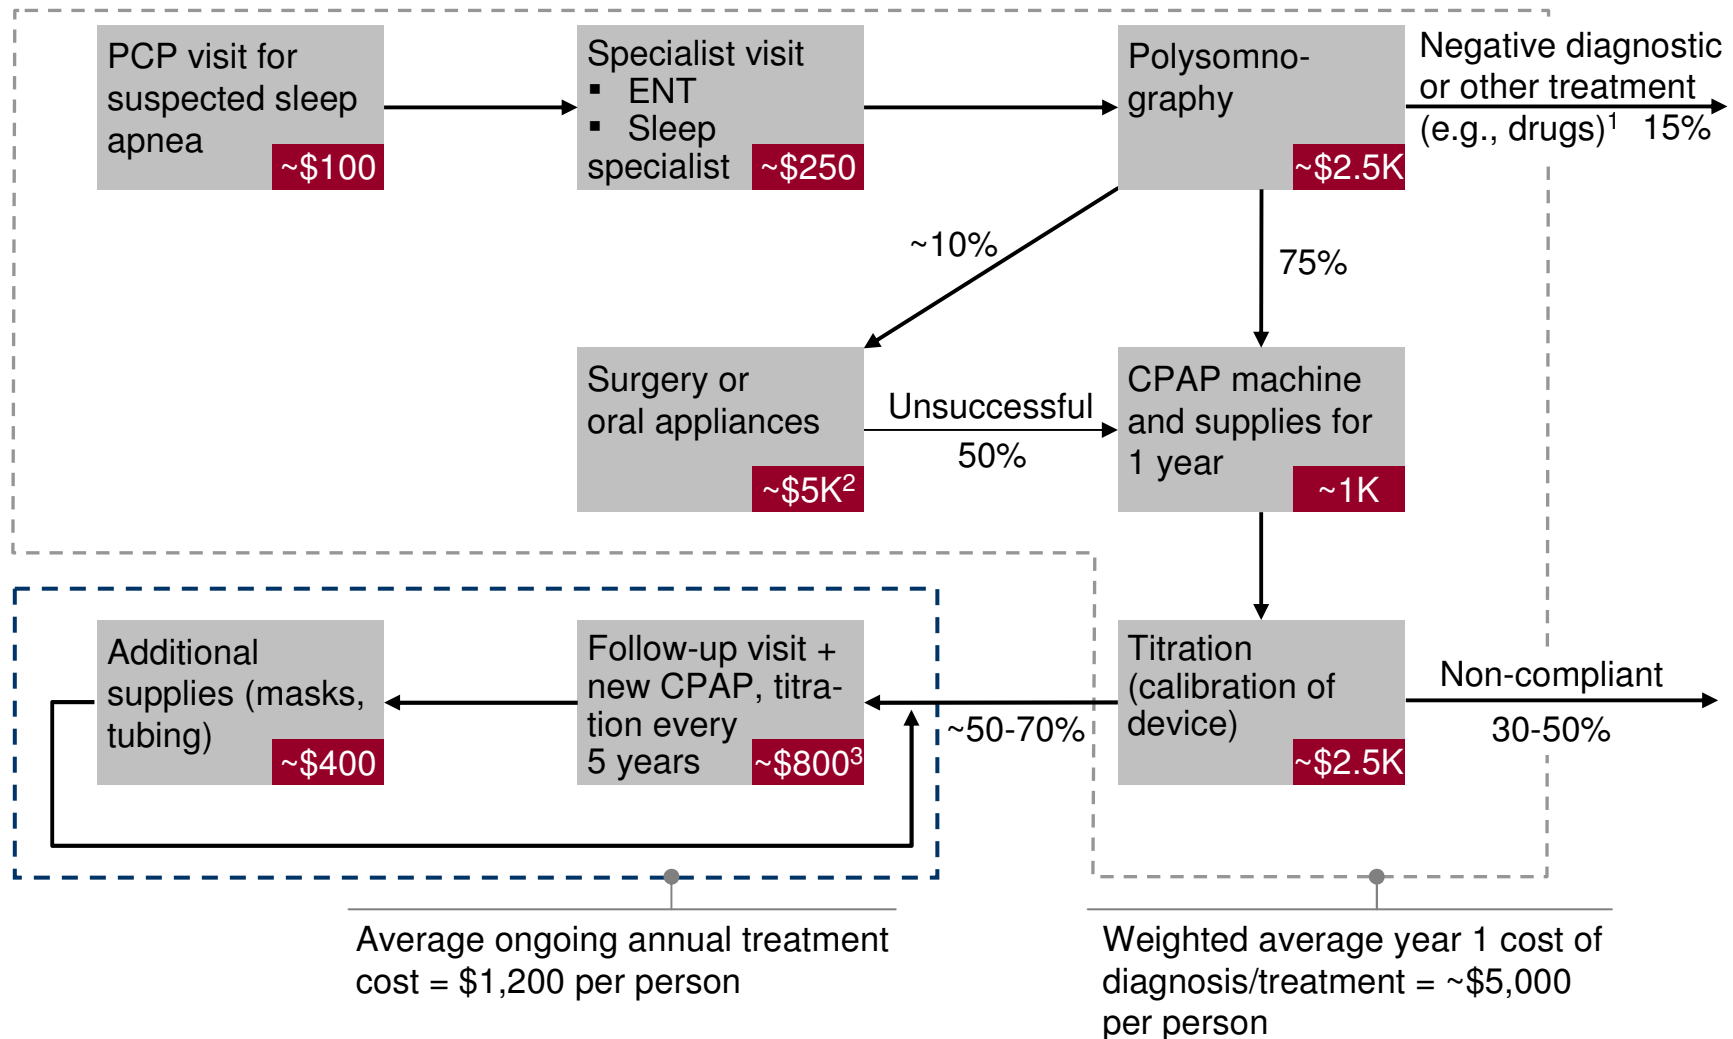 PCP visit for
suspected sleep
apnea
~$100
Specialist visit
▪ ENT
▪ Sleep
specialist
~$250
Polysomno-
graphy
~$2.5K
Negative diagnostic
or other treatment
(e.g., drugs)¹ 15%
~10%
75%
Surgery or
oral appliances
~$5K²
Unsuccessful
50%
CPAP machine
and supplies for
1 year
~1K
Additional
supplies (masks,
tubing)
~$400
Follow-up visit +
new CPAP, titra-
tion every
5 years
~$800³
~50-70%
Titration
(calibration of
device)
~$2.5K
Non-compliant
30-50%
Average ongoing annual treatment
cost = $1,200 per person
Weighted average year 1 cost of
diagnosis/treatment = ~$5,000
per person